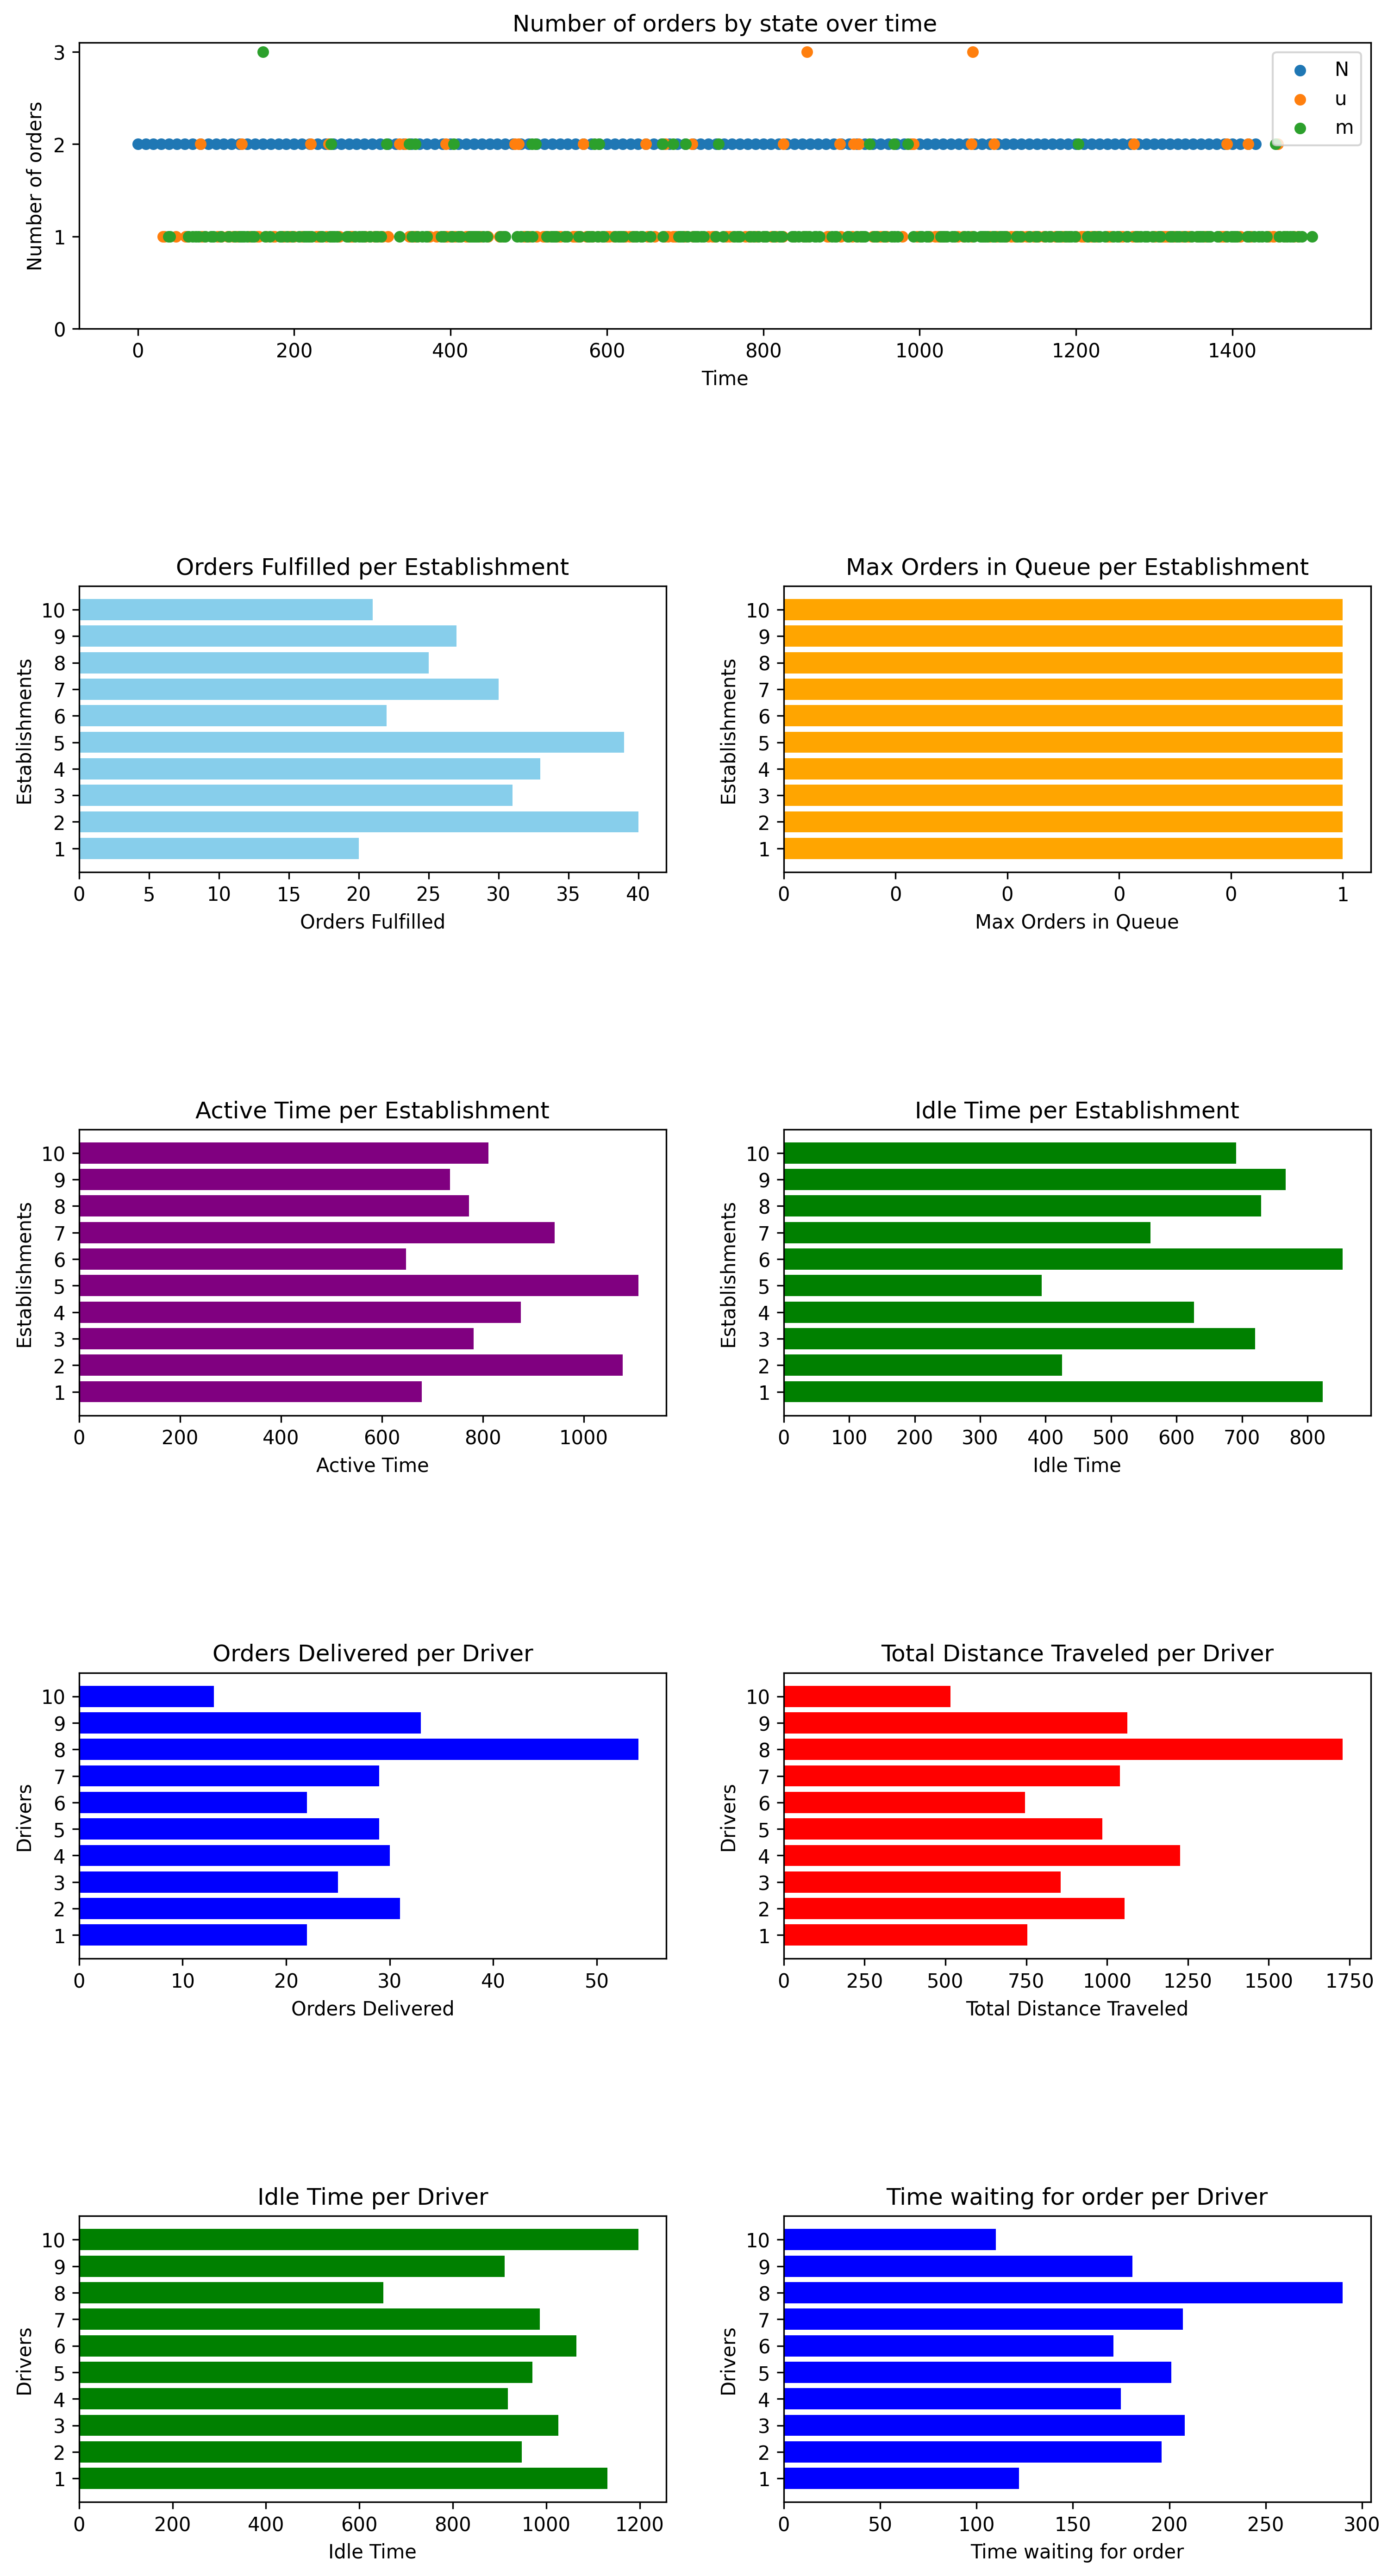 Number of orders by state over time
Number of orders
3
2
1
0
N
u
m
0 200 400 600 800 1000 1200 1400
Time
Orders Fulfilled per Establishment
Establishments
10
9
8
7
6
5
4
3
2
1
0 5 10 15 20 25 30 35 40
Orders Fulfilled
Max Orders in Queue per Establishment
Establishments
10
9
8
7
6
5
4
3
2
1
0 0 0 0 0 1
Max Orders in Queue
Active Time per Establishment
Establishments
10
9
8
7
6
5
4
3
2
1
0 200 400 600 800 1000
Active Time
Idle Time per Establishment
Establishments
10
9
8
7
6
5
4
3
2
1
0 100 200 300 400 500 600 700 800
Idle Time
Orders Delivered per Driver
Drivers
10
9
8
7
6
5
4
3
2
1
0 10 20 30 40 50
Orders Delivered
Total Distance Traveled per Driver
Drivers
10
9
8
7
6
5
4
3
2
1
0 250 500 750 1000 1250 1500 1750
Total Distance Traveled
Idle Time per Driver
Drivers
10
9
8
7
6
5
4
3
2
1
0 200 400 600 800 1000 1200
Idle Time
Time waiting for order per Driver
Drivers
10
9
8
7
6
5
4
3
2
1
0 50 100 150 200 250 300
Time waiting for order